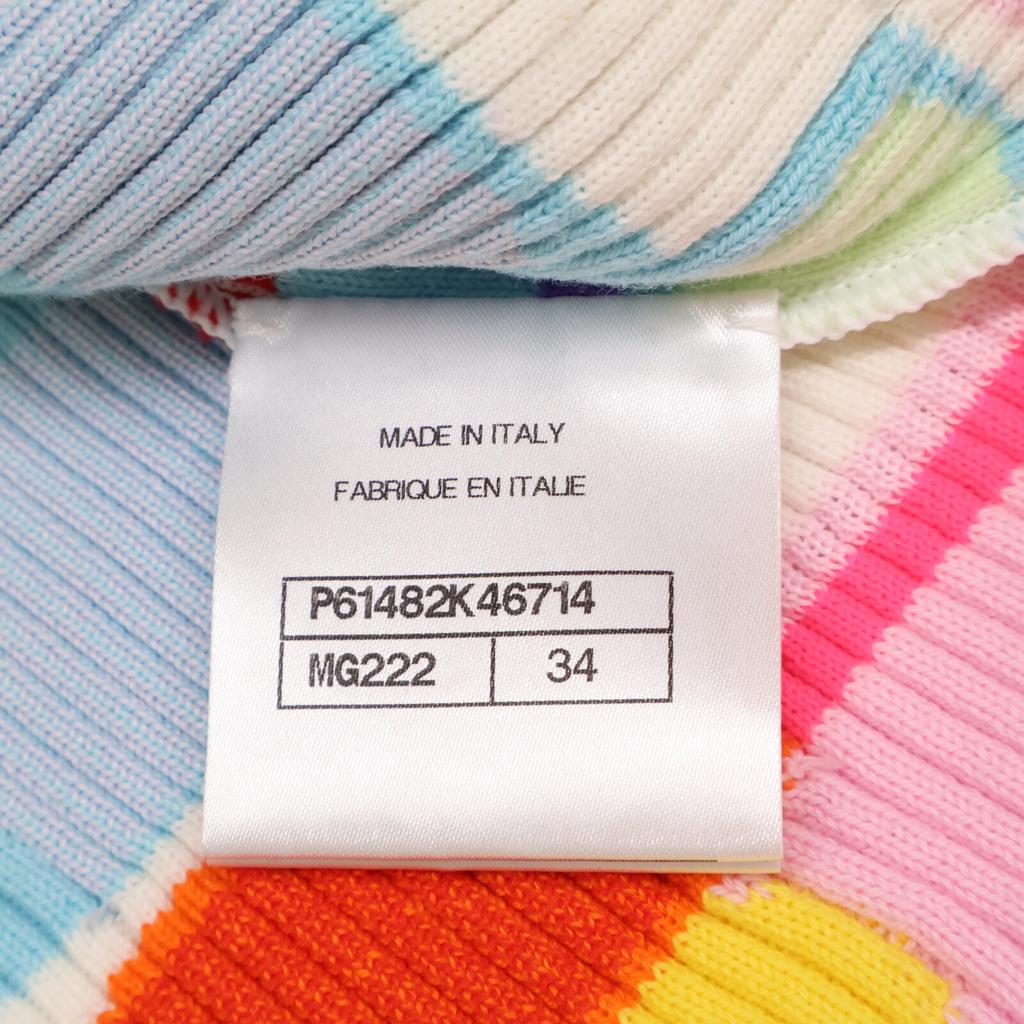 MADE IN ITALY
FABRIQUE EN ITALIE
P61482K46714
MG222 34